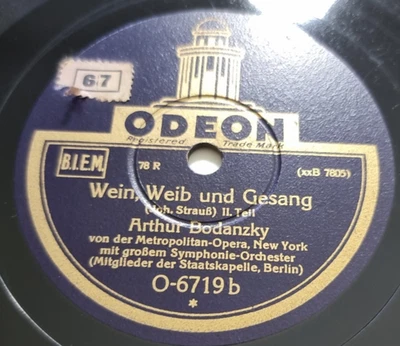 67
ODEON
Registered Trade Mark
B.I.E.M.
78 R
(xxB 7805)
Wein, Weib und Gesang
(Joh. Strauß) II. Teil
Arthur Bodanzky
von der Metropolitan-Opera, New York
mit großem Symphonie-Orchester
(Mitglieder der Staatskapelle, Berlin)
O-6719b
*